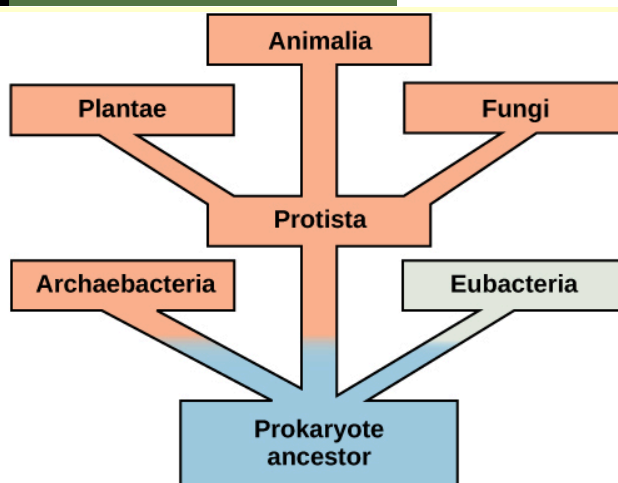 Animalia
Plantae
Fungi
Protista
Archaebacteria
Eubacteria
Prokaryote
ancestor